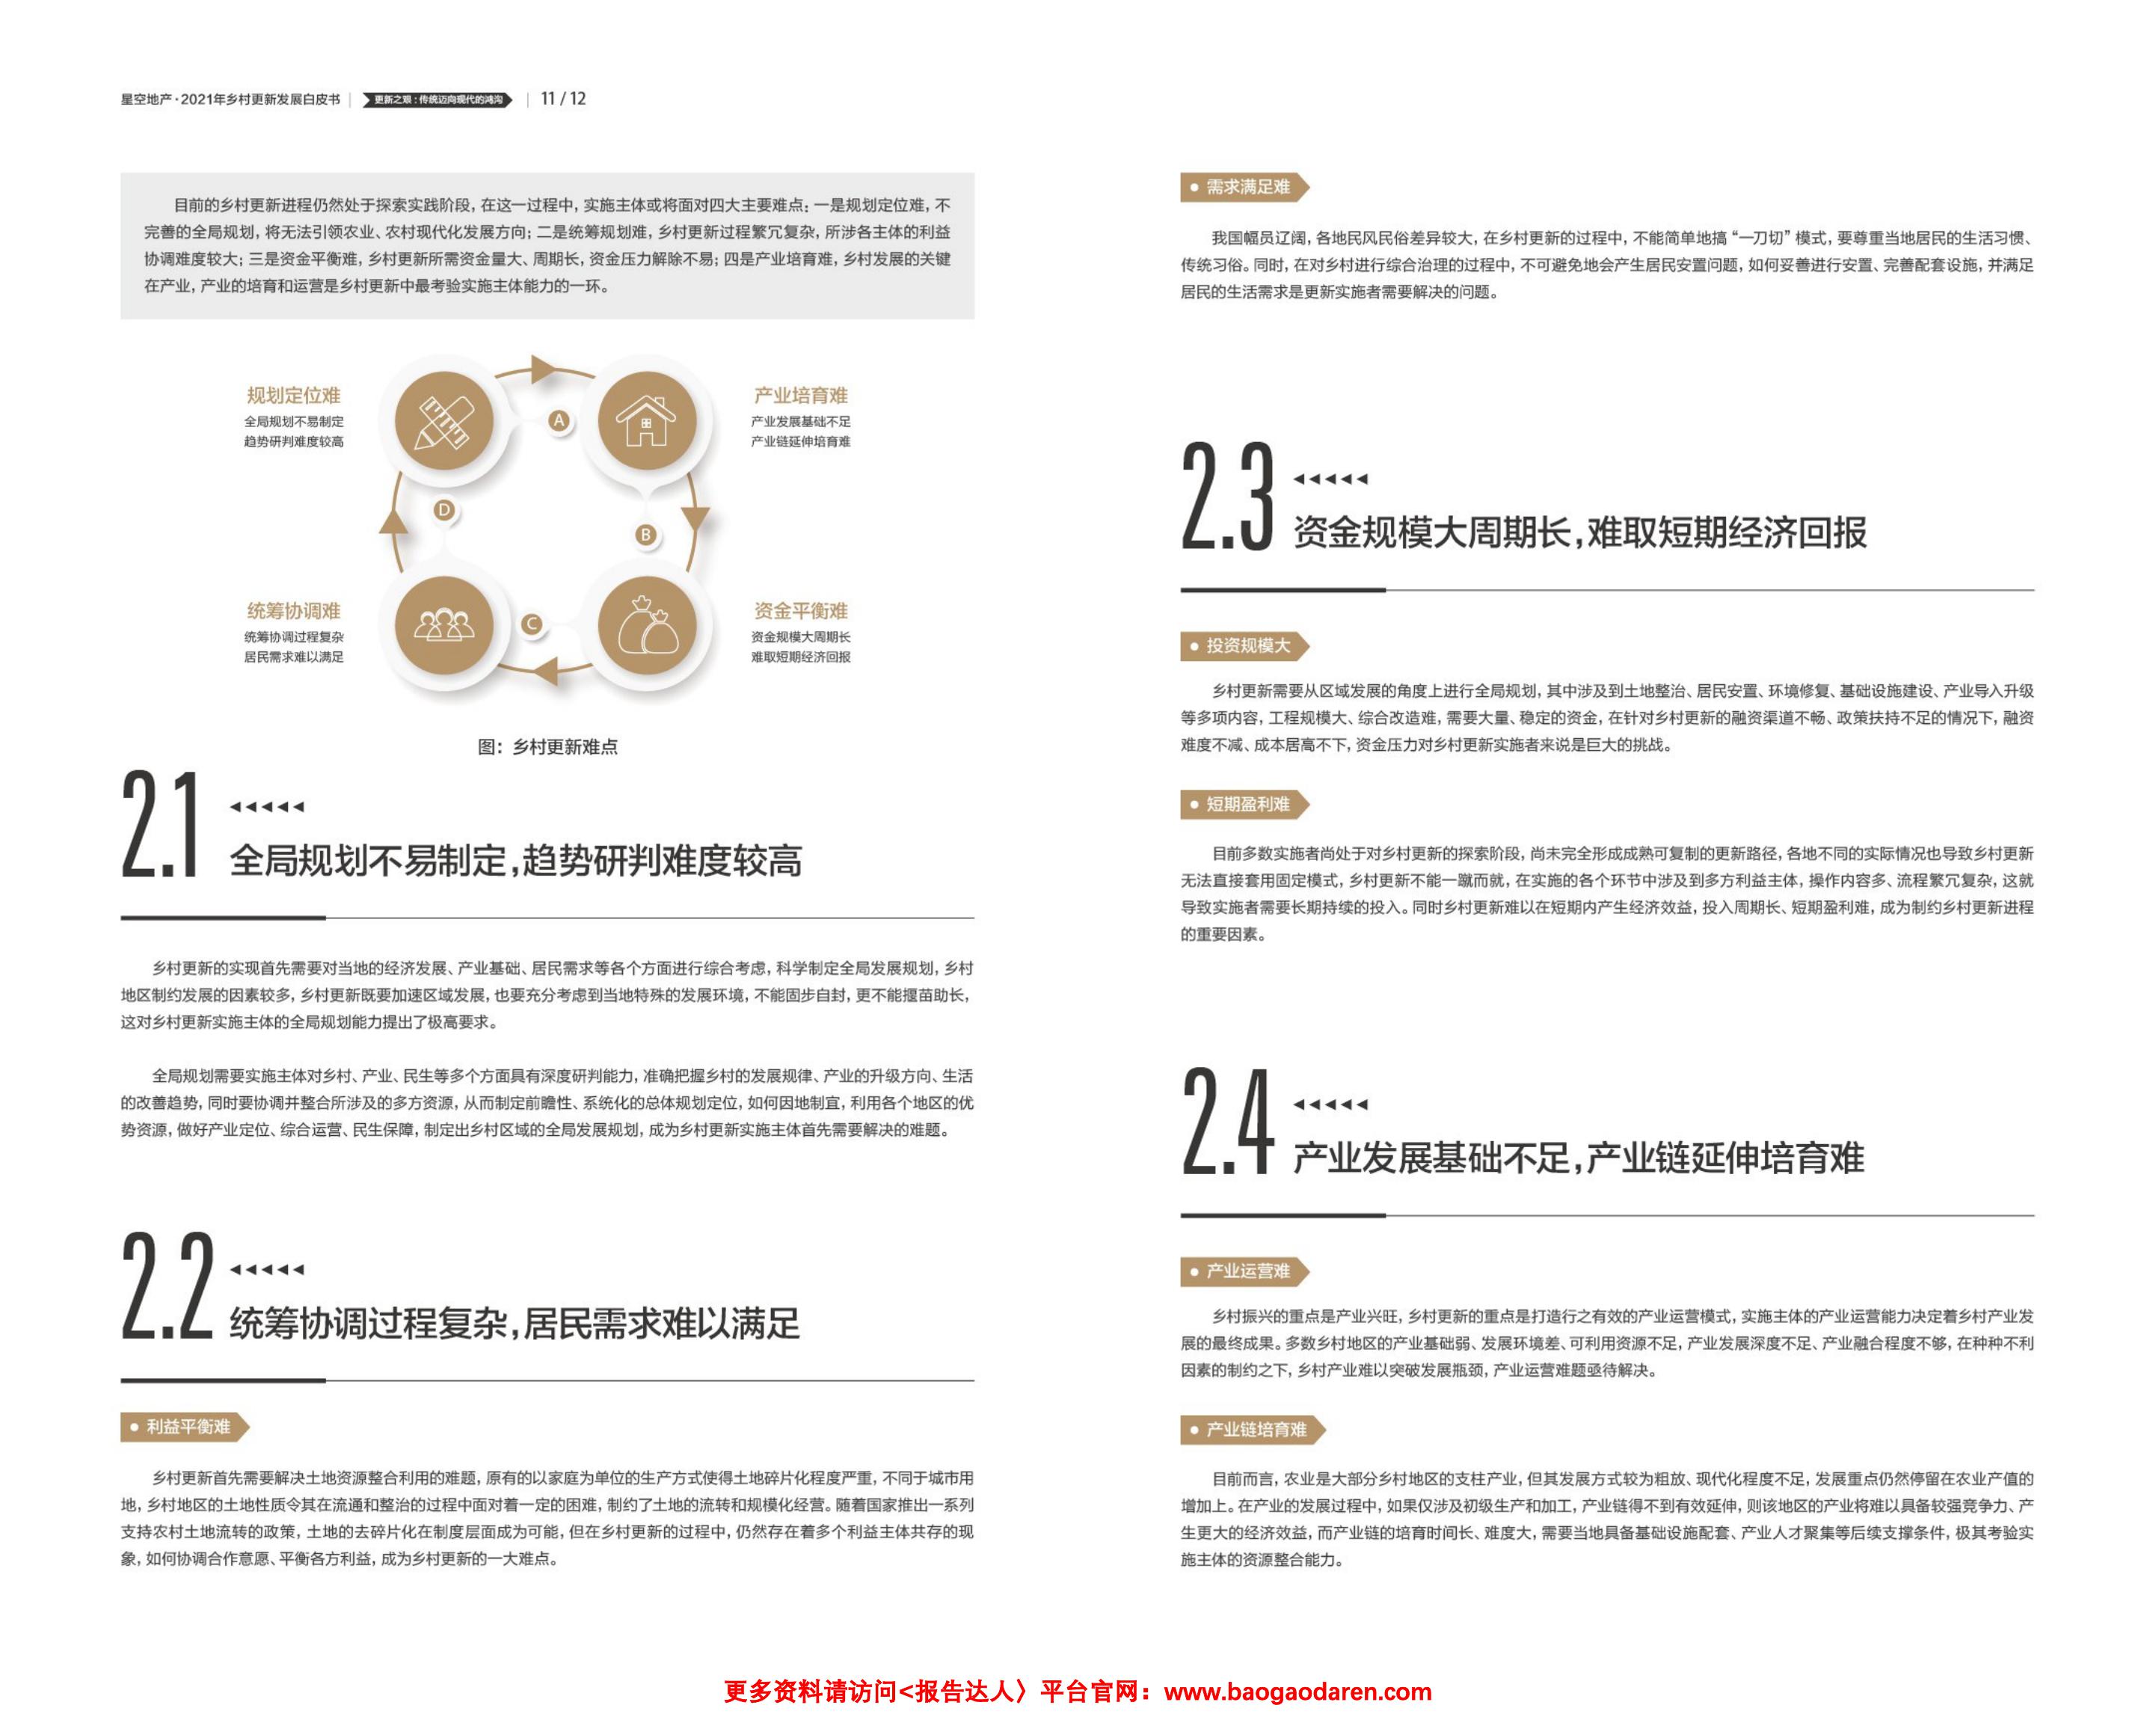 星空地产·2021年乡村更新发展白皮书
更新之艰:传统迈向现代的鸿沟
11 / 12
目前的乡村更新进程仍然处于探索实践阶段,在这一过程中,实施主体或将面对四大主要难点:一是规划定位难,不
完善的全局规划,将无法引领农业、农村现代化发展方向;二是统筹规划难,乡村更新过程繁冗复杂,所涉各主体的利益
协调难度较大;三是资金平衡难,乡村更新所需资金量大、周期长,资金压力解除不易;四是产业培育难,乡村发展的关键
在产业,产业的培育和运营是乡村更新中最考验实施主体能力的一环。
规划定位难
全局规划不易制定
趋势研判难度较高
A
产业培育难
产业发展基础不足
产业链延伸培育难
D
B
统筹协调难
统筹协调过程复杂
居民需求难以满足
C
资金平衡难
资金规模大周期长
难取短期经济回报
图:乡村更新难点
2.1
全局规划不易制定,趋势研判难度较高
乡村更新的实现首先需要对当地的经济发展、产业基础、居民需求等各个方面进行综合考虑,科学制定全局发展规划,乡村
地区制约发展的因素较多,乡村更新既要加速区域发展,也要充分考虑到当地特殊的发展环境,不能固步自封,更不能揠苗助长,
这对乡村更新实施主体的全局规划能力提出了极高要求。
全局规划需要实施主体对乡村、产业、民生等多个方面具有深度研判能力,准确把握乡村的发展规律、产业的升级方向、生活
的改善趋势,同时要协调并整合所涉及的多方资源,从而制定前瞻性、系统化的总体规划定位,如何因地制宜,利用各个地区的优
势资源,做好产业定位、综合运营、民生保障,制定出乡村区域的全局发展规划,成为乡村更新实施主体首先需要解决的难题。
2.2
统筹协调过程复杂,居民需求难以满足
利益平衡难
乡村更新首先需要解决土地资源整合利用的难题,原有的以家庭为单位的生产方式使得土地碎片化程度严重,不同于城市用
地,乡村地区的土地性质令其在流通和整治的过程中面对着一定的困难,制约了土地的流转和规模化经营。随着国家推出一系列
支持农村土地流转的政策,土地的去碎片化在制度层面成为可能,但在乡村更新的过程中,仍然存在着多个利益主体共存的现
象,如何协调合作意愿、平衡各方利益,成为乡村更新的一大难点。
需求满足难
我国幅员辽阔,各地民风民俗差异较大,在乡村更新的过程中,不能简单地搞“一刀切”模式,要尊重当地居民的生活习惯、
传统习俗。同时,在对乡村进行综合治理的过程中,不可避免地会产生居民安置问题,如何妥善进行安置、完善配套设施,并满足
居民的生活需求是更新实施者需要解决的问题。
2.3
资金规模大周期长,难取短期经济回报
投资规模大
乡村更新需要从区域发展的角度上进行全局规划,其中涉及到土地整治、居民安置、环境修复、基础设施建设、产业导入升级
等多项内容,工程规模大、综合改造难,需要大量、稳定的资金,在针对乡村更新的融资渠道不畅、政策扶持不足的情况下,融资
难度不减、成本居高不下,资金压力对乡村更新实施者来说是巨大的挑战。
短期盈利难
目前多数实施者尚处于对乡村更新的探索阶段,尚未完全形成成熟可复制的更新路径,各地不同的实际情况也导致乡村更新
无法直接套用固定模式,乡村更新不能一蹴而就,在实施的各个环节中涉及到多方利益主体,操作内容多、流程繁冗复杂,这就
导致实施者需要长期持续的投入。同时乡村更新难以在短期内产生经济效益,投入周期长、短期盈利难,成为制约乡村更新进程
的重要因素。
2.4
产业发展基础不足,产业链延伸培育难
产业运营难
乡村振兴的重点是产业兴旺,乡村更新的重点是打造行之有效的产业运营模式,实施主体的产业运营能力决定着乡村产业发
展的最终成果。多数乡村地区的产业基础弱、发展环境差、可利用资源不足,产业发展深度不足、产业融合程度不够,在种种不利
因素的制约之下,乡村产业难以突破发展瓶颈,产业运营难题亟待解决。
产业链培育难
目前而言,农业是大部分乡村地区的支柱产业,但其发展方式较为粗放、现代化程度不足,发展重点仍然停留在农业产值的
增加上。在产业的发展过程中,如果仅涉及初级生产和加工,产业链得不到有效延伸,则该地区的产业将难以具备较强竞争力、产
生更大的经济效益,而产业链的培育时间长、难度大,需要当地具备基础设施配套、产业人才聚集等后续支撑条件,极其考验实
施主体的资源整合能力。
更多资料请访问<报告达人〉平台官网:www.baogaodaren.com